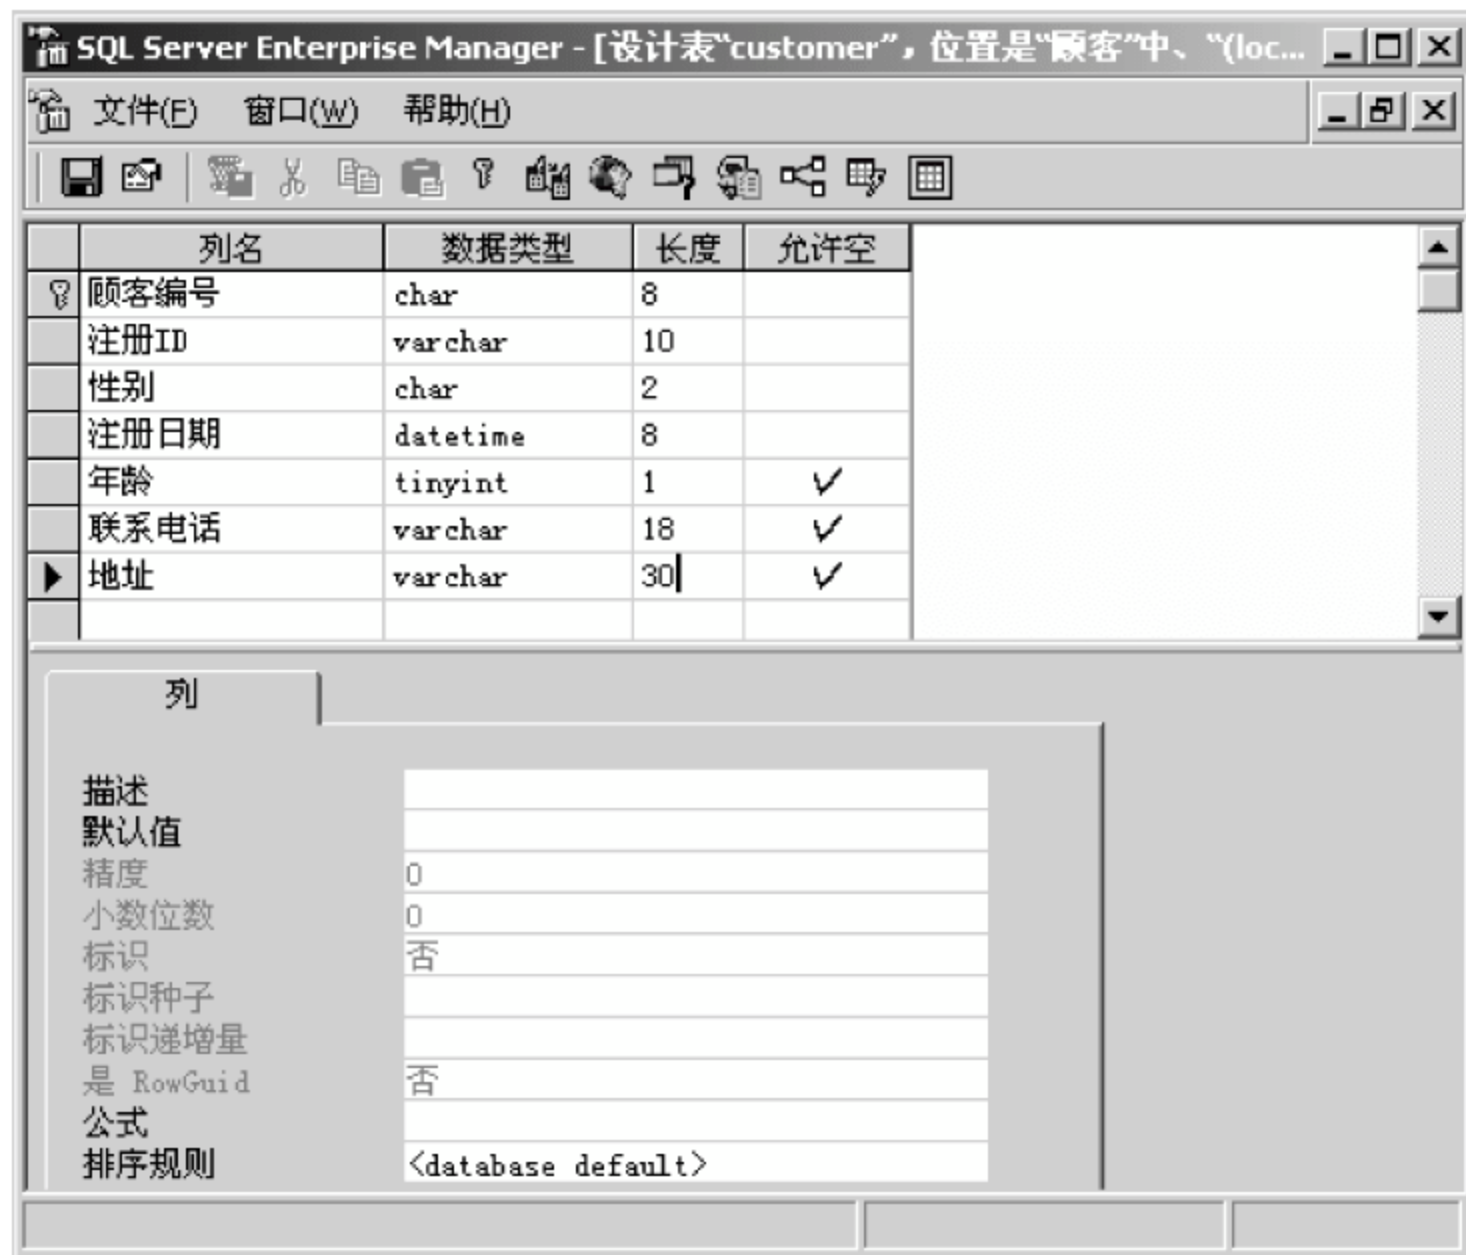 SQL Server Enterprise Manager - [设计表“customer”，位置是“顾客”中、“(loc...
文件(F) 窗口(W) 帮助(H)
列名 数据类型 长度 允许空
顾客编号 char 8
注册ID varchar 10
性别 char 2
注册日期 datetime 8
年龄 tinyint 1
联系电话 varchar 18
地址 varchar 30
列
描述
默认值
精度 0
小数位数 0
标识 否
标识种子
标识递增量
是 RowGuid 否
公式
排序规则 <database default>